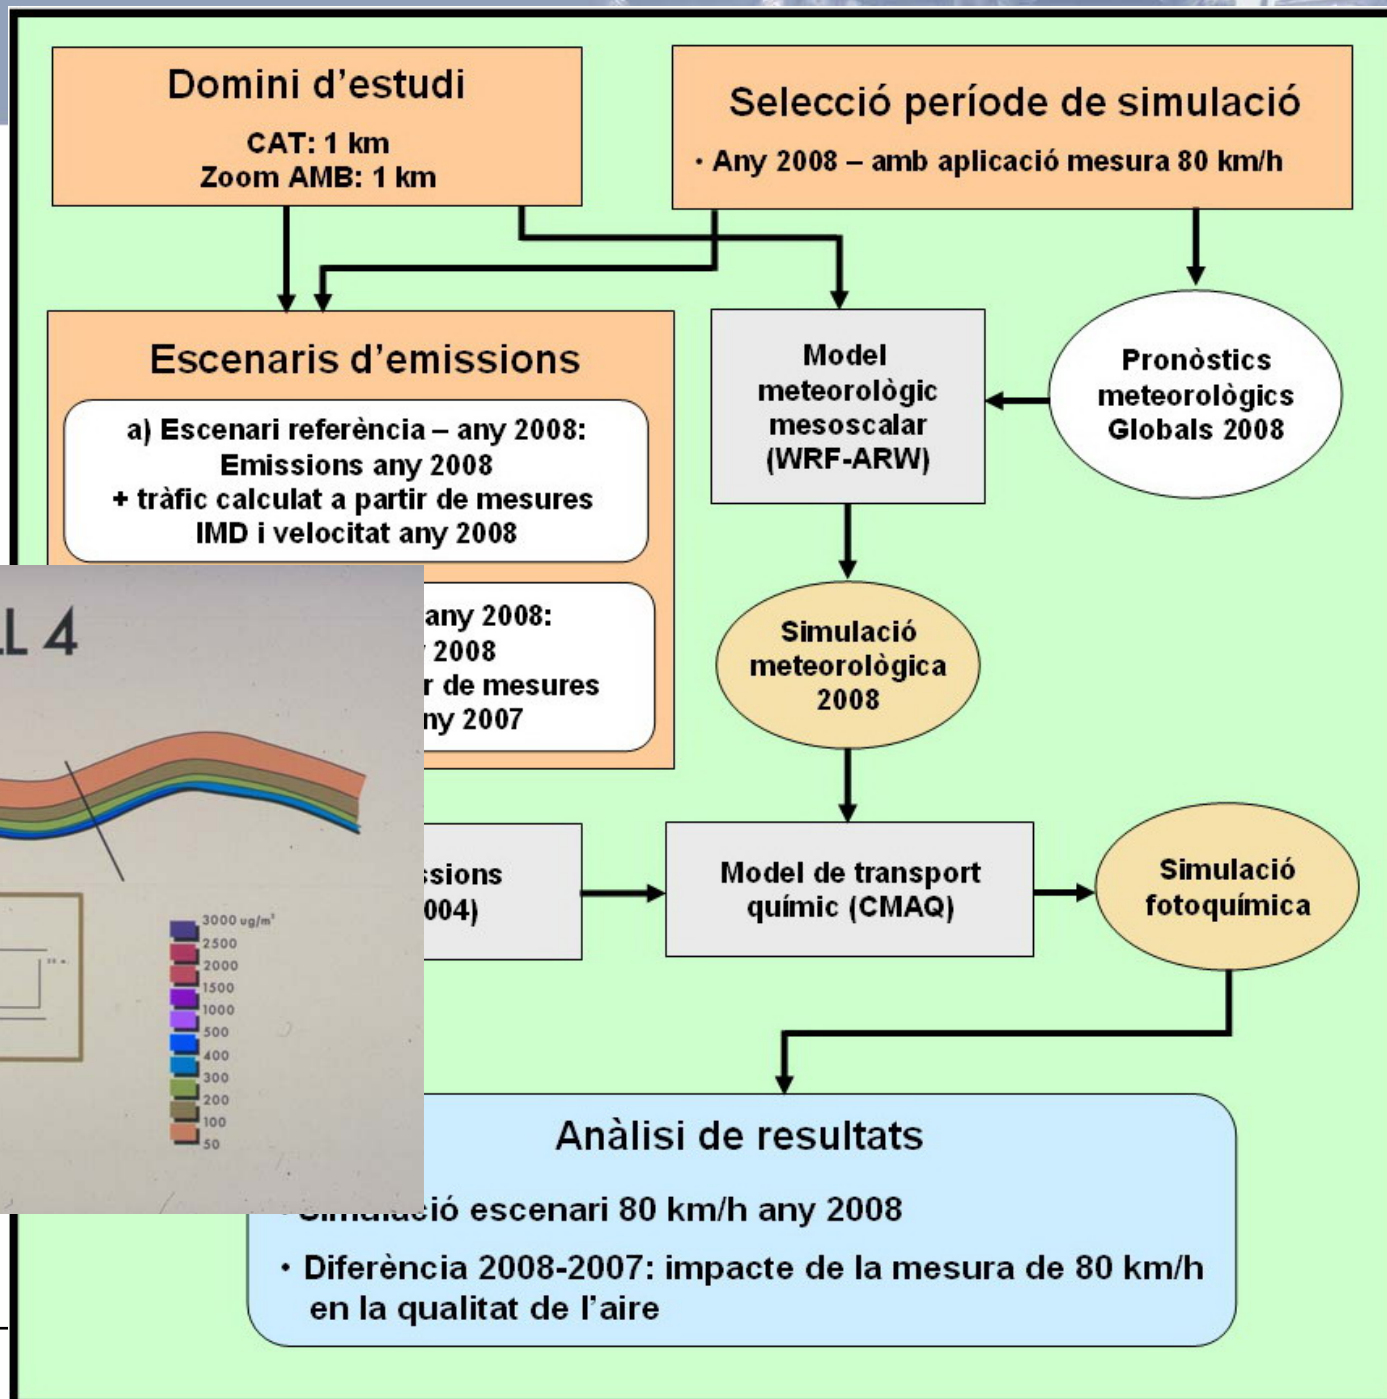 Domini d'estudi
CAT: 1 km
Zoom AMB: 1 km
Selecció període de simulació
· Any 2008 – amb aplicació mesura 80 km/h
Escenaris d'emissions
a) Escenari referència – any 2008:
Emissions any 2008
+ tràfic calculat a partir de mesures
IMD i velocitat any 2008
Model
meteorològic
mesoscalar
(WRF-ARW)
Pronòstics
meteorològics
Globals 2008
any 2008:
2008
de mesures
2007
Simulació
meteorològica
2008
4
3000 ug/m³
2500
2000
1500
1000
500
400
300
200
100
50
Model de transport
químic (CMAQ)
Simulació
fotoquímica
Anàlisi de resultats
Simulació escenari 80 km/h any 2008
· Diferència 2008-2007: impacte de la mesura de 80 km/h
en la qualitat de l'aire